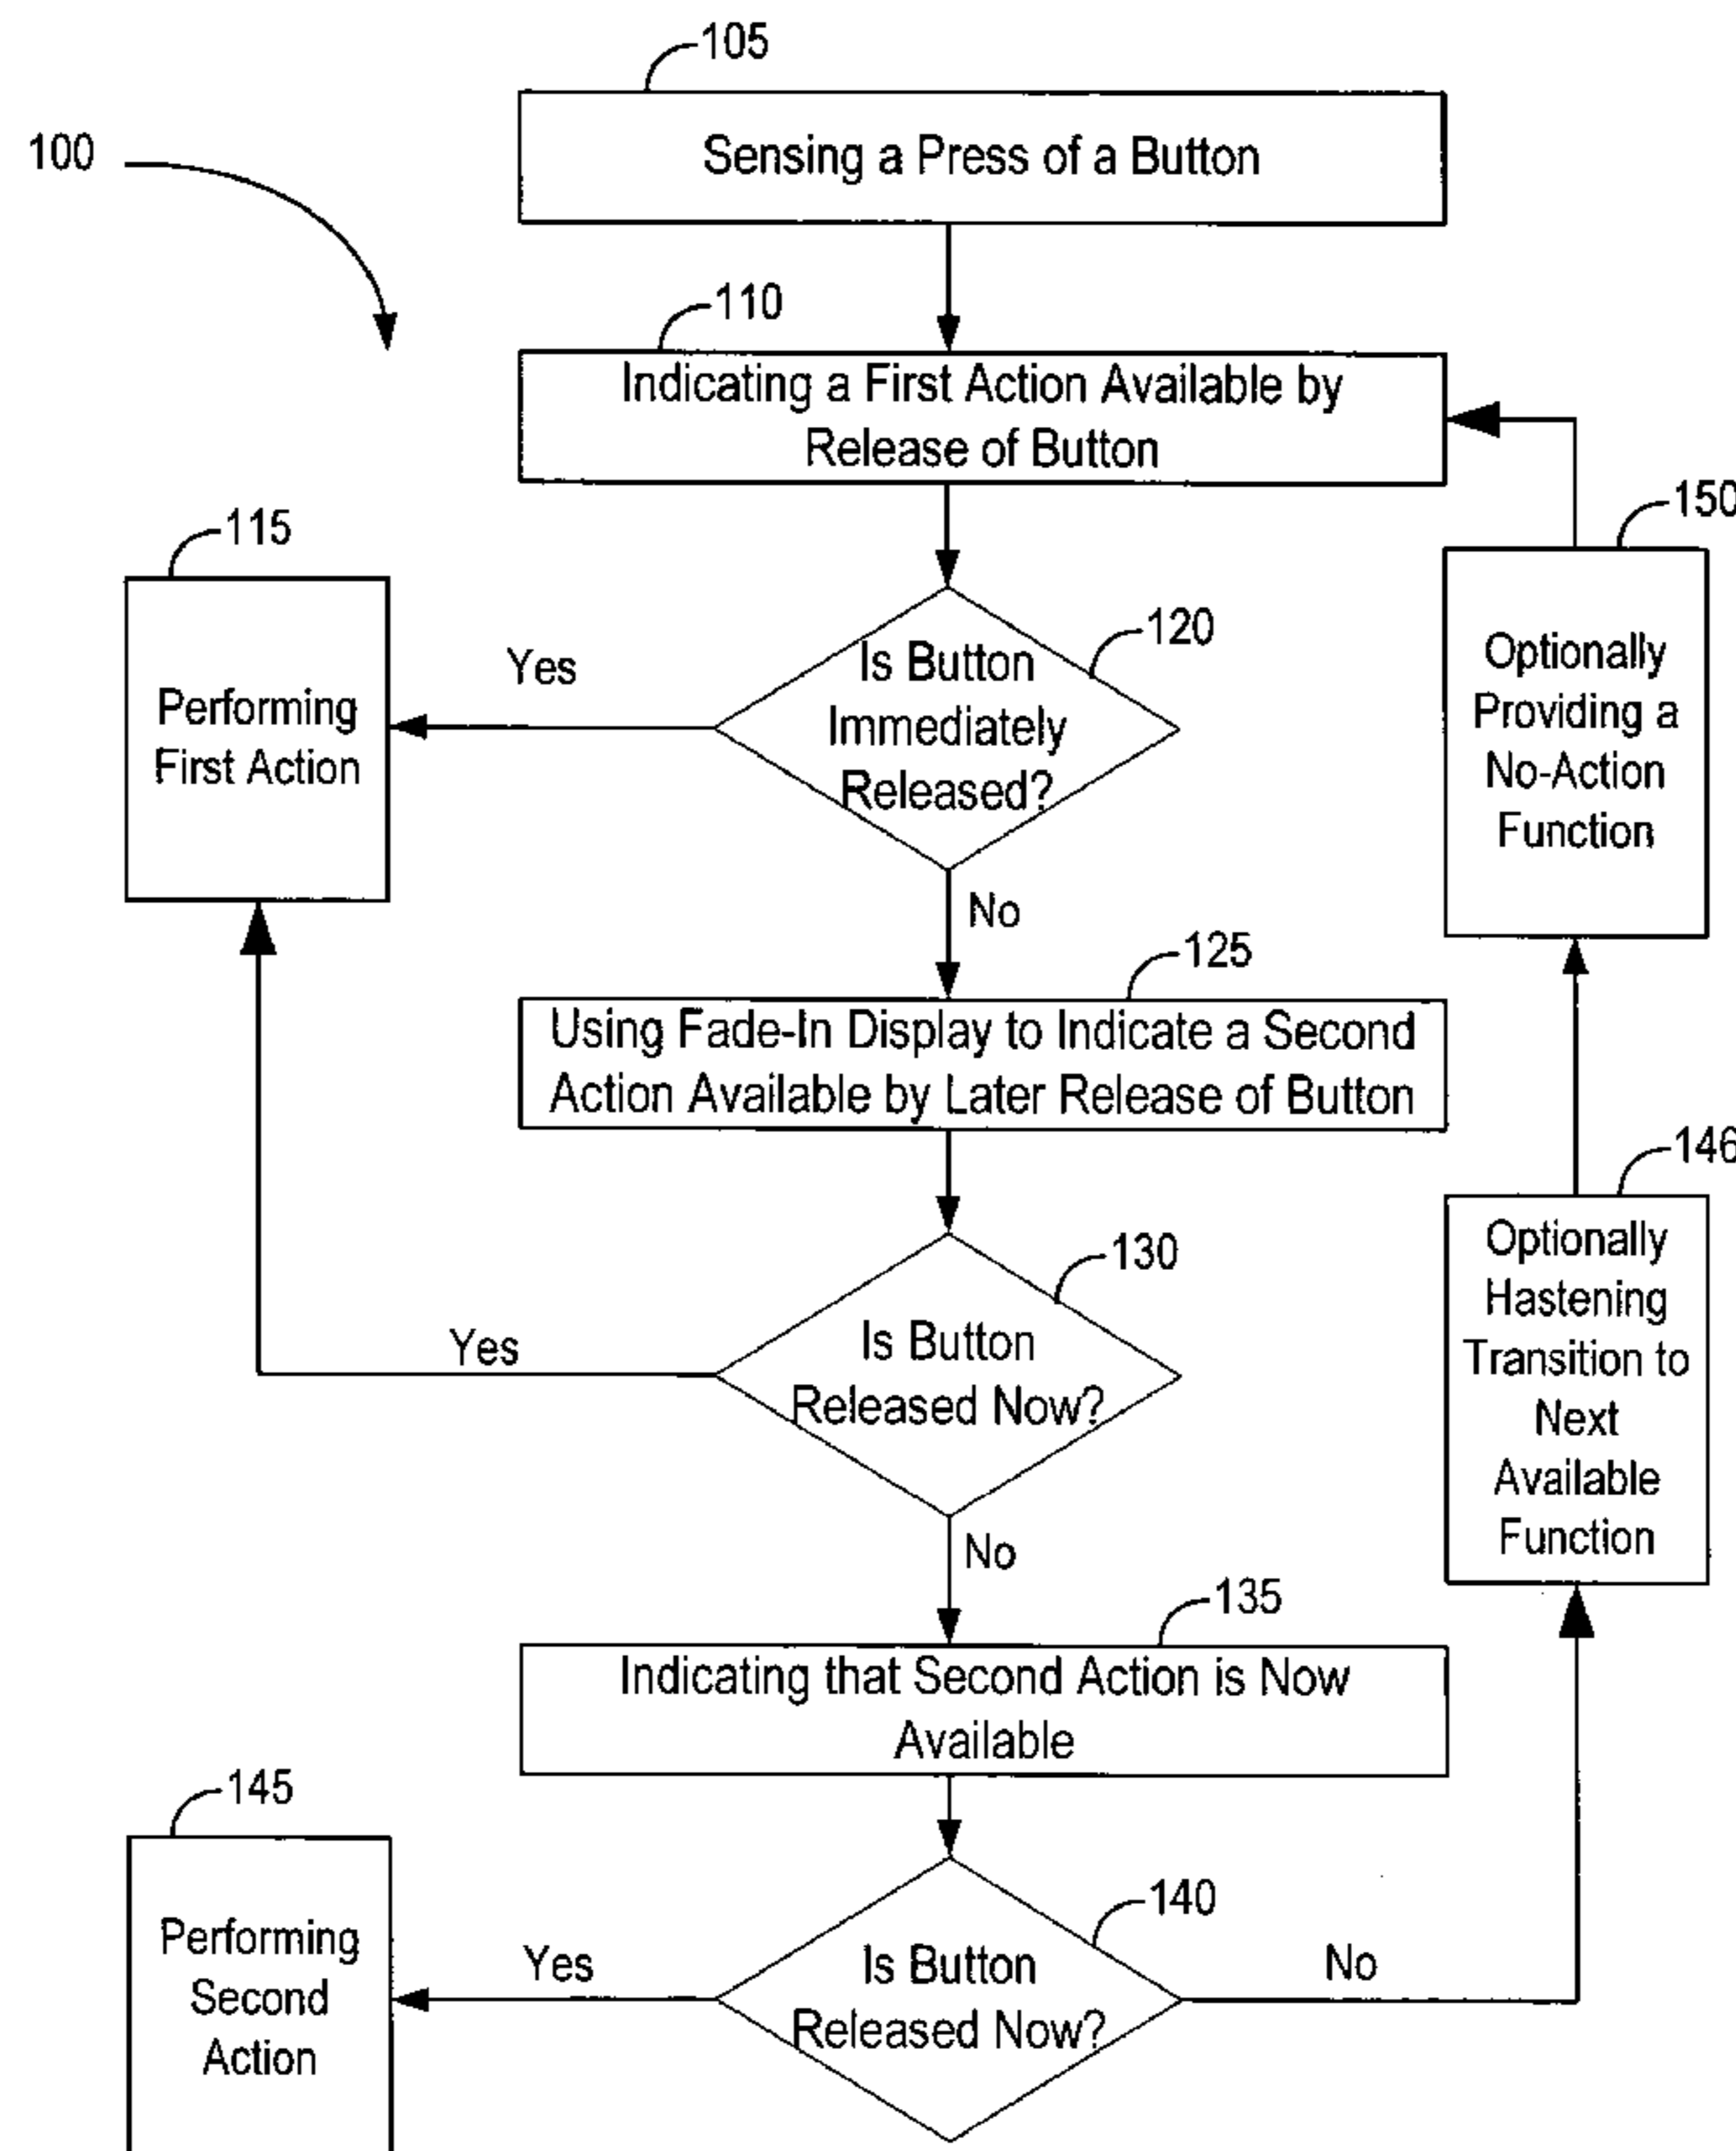 105
100
Sensing a Press of a Button
110
Indicating a First Action Available by
Release of Button
150
115
120
Is Button
Immediately
Released?
Yes
Performing
First Action
Optionally
Providing a
No-Action
Function
No
125
Using Fade-In Display to Indicate a Second
Action Available by Later Release of Button
146
130
Is Button
Released Now?
Yes
Optionally
Hastening
Transition to
Next
Available
Function
No
135
Indicating that Second Action is Now
Available
145
140
Is Button
Released Now?
Yes
No
Performing
Second
Action